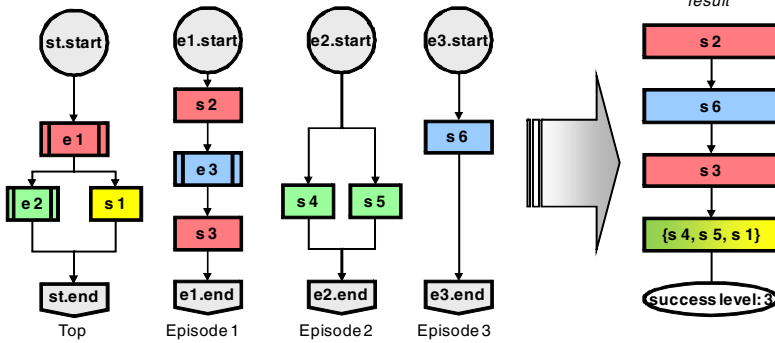 result
st.start
e1.start
e2.start
e3.start
s 2
s 2
e 1
s 6
s 6
e 3
e 2
s 1
s 4
s 5
s 3
s 3
{s 4, s 5, s 1}
st.end
e1.end
e2.end
e3.end
success level: 3
Top
Episode 1
Episode 2
Episode 3